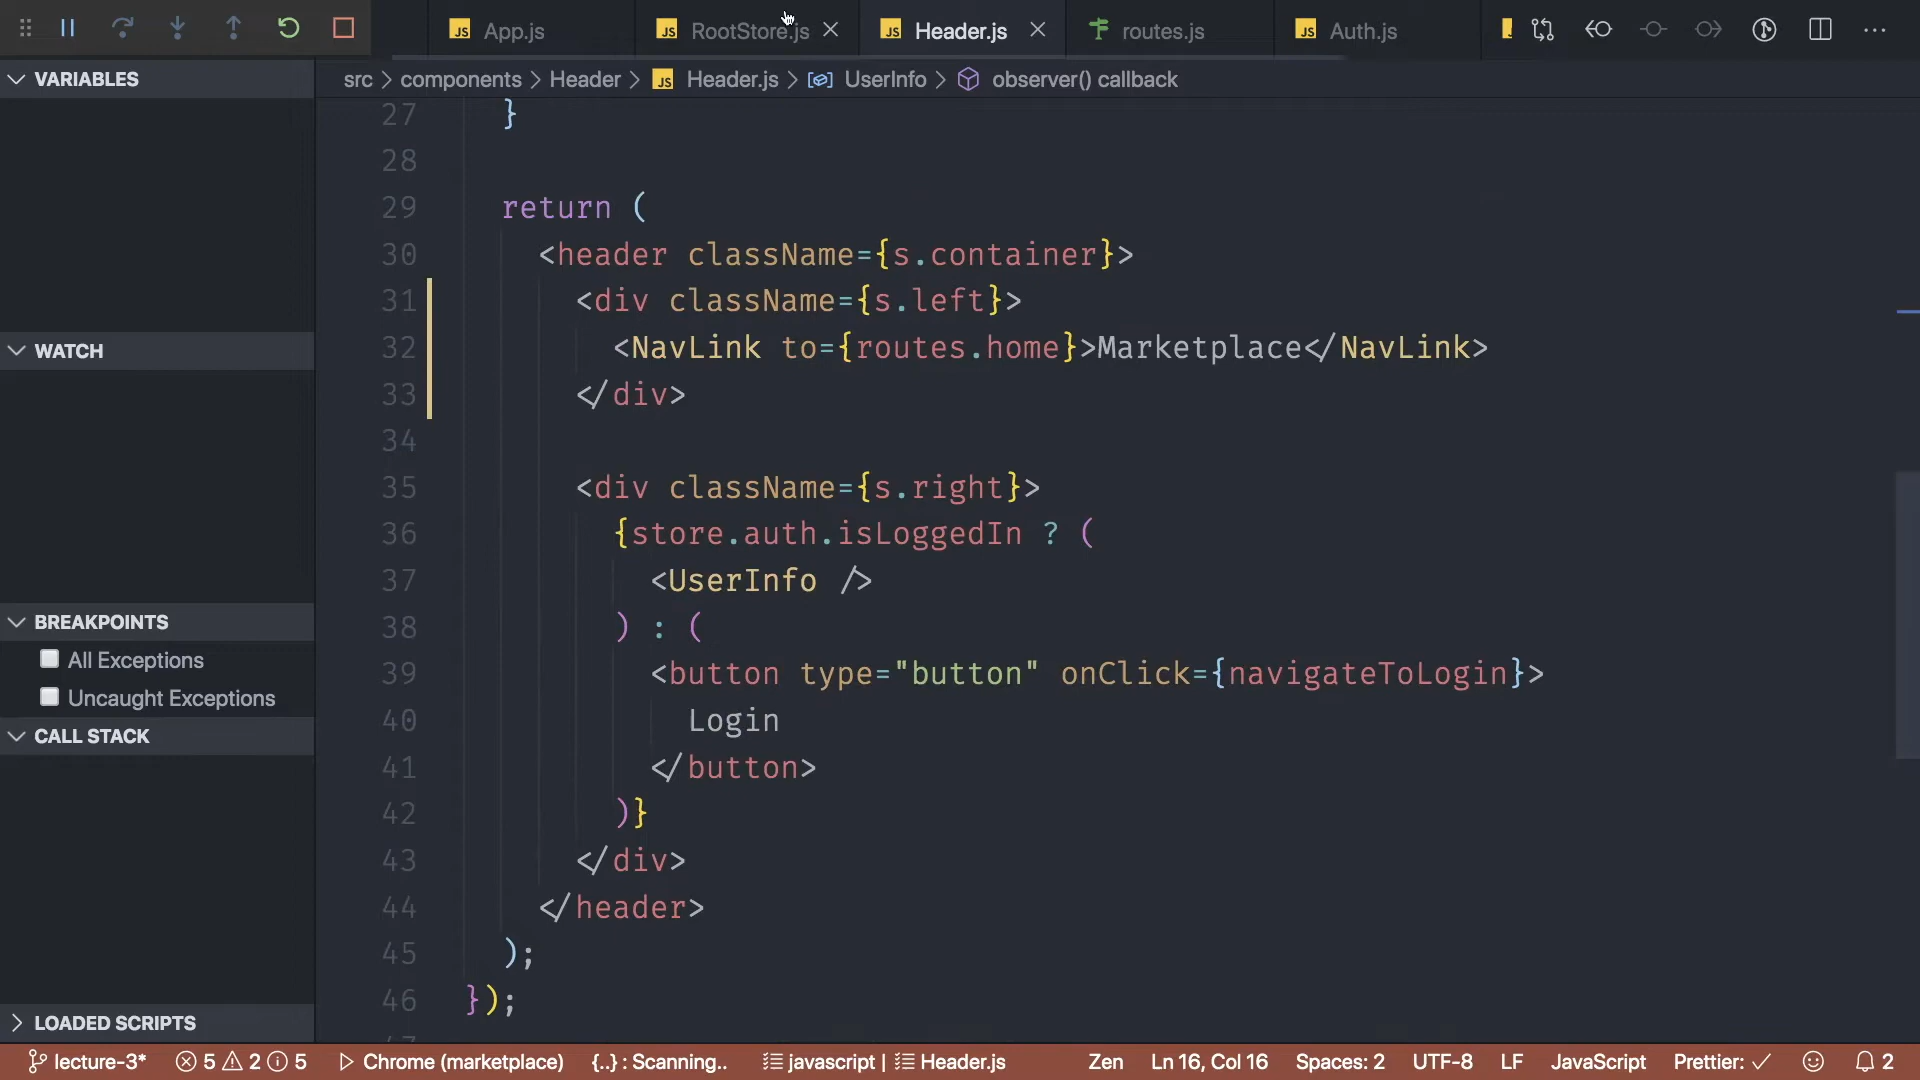 JS App.js
JS RootStore.js
JS Header.js
routes.js
JS Auth.js
VARIABLES
src > components > Header > JS Header.js > UserInfo > observer() callback
27 }
28
29 return (
30 <header className={s.container}>
31 <div className={s.left}>
32 <NavLink to={routes.home}>Marketplace</NavLink>
33 </div>
34
35 <div className={s.right}>
36 {store.auth.isLoggedIn ? (
37 <UserInfo />
38 ) : (
39 <button type="button" onClick={navigateToLogin}>
40 Login
41 </button>
42 )}
43 </div>
44 </header>
45 );
46 });
WATCH
BREAKPOINTS
All Exceptions
Uncaught Exceptions
CALL STACK
LOADED SCRIPTS
lecture-3* 5 2 5 Chrome (marketplace) {..} : Scanning.. javascript | Header.js Zen Ln 16, Col 16 Spaces: 2 UTF-8 LF JavaScript Prettier: ✓ 2